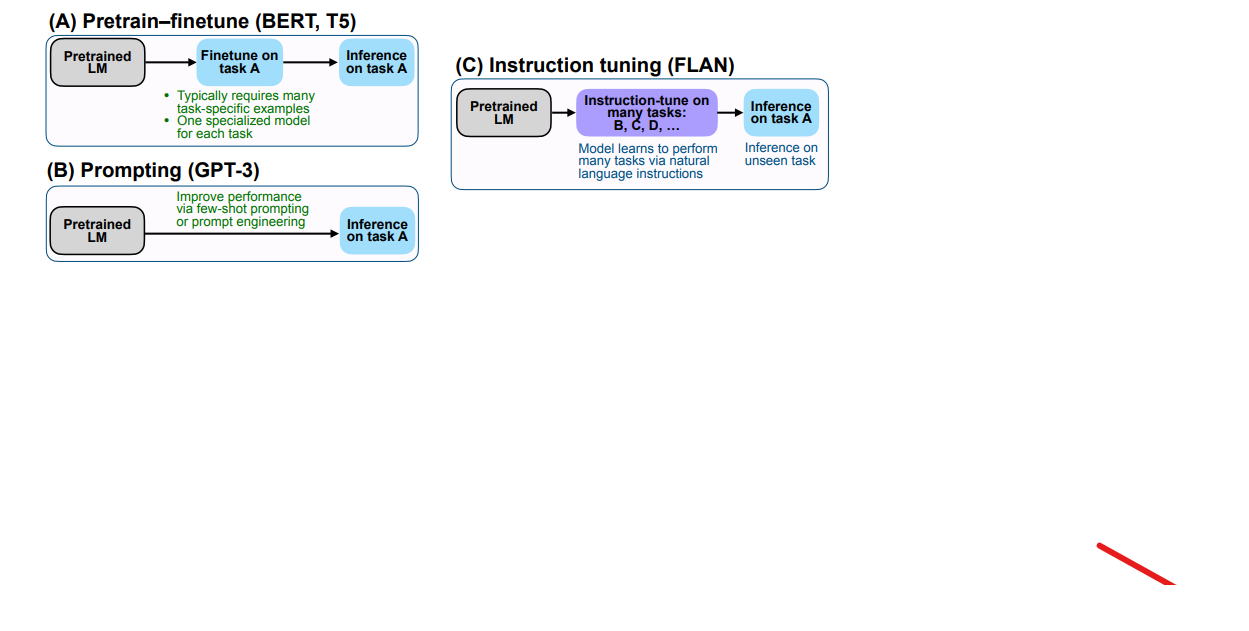 (A) Pretrain–finetune (BERT, T5)
Pretrained
LM
Finetune on
task A
Inference
on task A
• Typically requires many
task-specific examples
• One specialized model
for each task
(B) Prompting (GPT-3)
Pretrained
LM
Improve performance
via few-shot prompting
or prompt engineering
Inference
on task A
(C) Instruction tuning (FLAN)
Pretrained
LM
Instruction-tune on
many tasks:
B, C, D, …
Inference
on task A
Model learns to perform
many tasks via natural
language instructions
Inference on
unseen task